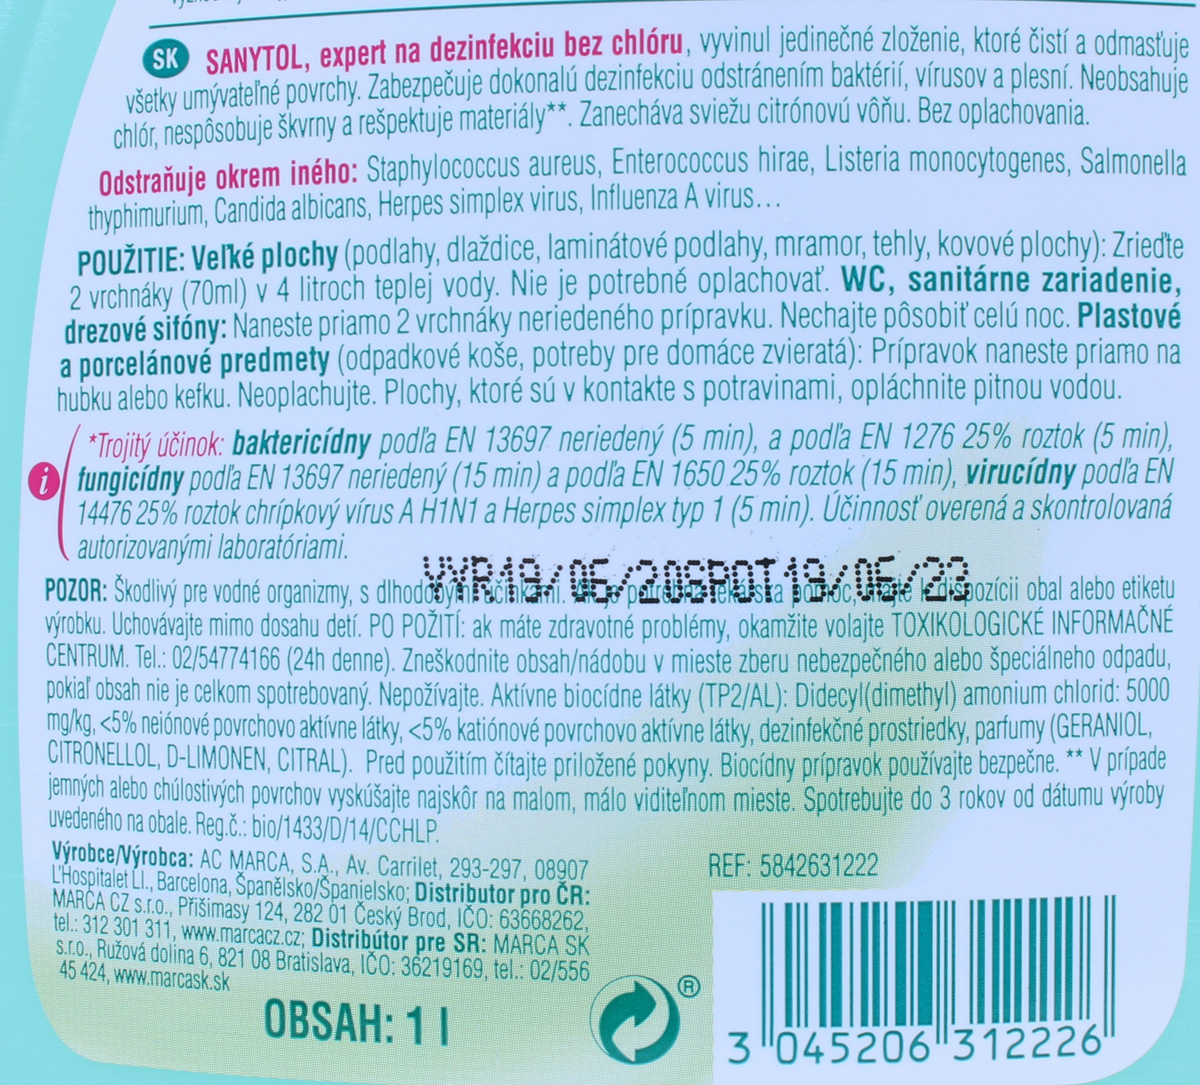 SK SANYTOL, expert na dezinfekciu bez chlóru, vyvinul jedinečné zloženie, ktoré čistí a odmasťuje
všetky umývateľné povrchy. Zabezpečuje dokonalú dezinfekciu odstránením baktérií, vírusov a plesní. Neobsahuje
chlór, nespôsobuje škvrny a rešpektuje materiály**. Zanecháva sviežu citrónovú vôňu. Bez oplachovania.
Odstraňuje okrem iného: Staphylococcus aureus, Enterococcus hirae, Listeria monocytogenes, Salmonella
thyphimurium, Candida albicans, Herpes simplex virus, Influenza A virus...
POUŽITIE: Veľké plochy (podlahy, dlaždice, laminátové podlahy, mramor, tehly, kovové plochy): Zrieďte
2 vrchnáky (70ml) v 4 litroch teplej vody. Nie je potrebné oplachovať. WC, sanitárne zariadenie,
drezové sifóny: Naneste priamo 2 vrchnáky neriedeného prípravku. Nechajte pôsobiť celú noc. Plastové
a porcelánové predmety (odpadkové koše, potreby pre domáce zvieratá): Prípravok naneste priamo na
hubku alebo kefku. Neoplachujte. Plochy, ktoré sú v kontakte s potravinami, opláchnite pitnou vodou.
*Trojitý účinok: baktericídny podľa EN 13697 neriedený (5 min), a podľa EN 1276 25% roztok (5 min),
i fungicídny podľa EN 13697 neriedený (15 min) a podľa EN 1650 25% roztok (15 min), virucídny podľa EN
14476 25% roztok chrípkový vírus A H1N1 a Herpes simplex typ 1 (5 min). Účinnosť overená a skontrolovaná
autorizovanými laboratóriami.
VYR19/06/20 POT19/06/23
POZOR: Škodlivý pre vodné organizmy, s dlhodobými účinkami. Ak je potrebná lekárska pomoc, majte k dispozícii obal alebo etiketu
výrobku. Uchovávajte mimo dosahu detí. PO POŽITÍ: ak máte zdravotné problémy, okamžite volajte TOXIKOLOGICKÉ INFORMAČNÉ
CENTRUM. Tel.: 02/54774166 (24h denne). Zneškodnite obsah/nádobu v mieste zberu nebezpečného alebo špeciálneho odpadu,
pokiaľ obsah nie je celkom spotrebovaný. Nepožívajte. Aktívne biocídne látky (TP2/AL): Didecyl(dimethyl) amonium chlorid: 5000
mg/kg, <5% neiónové povrchovo aktívne látky, <5% katiónové povrchovo aktívne látky, dezinfekčné prostriedky, parfumy (GERANIOL,
CITRONELLOL, D-LIMONEN, CITRAL). Pred použitím čítajte priložené pokyny. Biocídny prípravok používajte bezpečne. ** V prípade
jemných alebo chúlostivých povrchov vyskúšajte najskôr na malom, málo viditeľnom mieste. Spotrebujte do 3 rokov od dátumu výroby
uvedeného na obale. Reg.č.: bio/1433/D/14/CCHLP.
Výrobce/Výrobca: AC MARCA, S.A., Av. Carrilet, 293-297, 08907
L'Hospitalet Ll., Barcelona, Španělsko/Španielsko; Distributor pro ČR:
MARCA CZ s.r.o., Přišimasy 124, 282 01 Český Brod, IČO: 63668262,
tel.: 312 301 311, www.marcacz.cz; Distribútor pre SR: MARCA SK
s.r.o., Ružová dolina 6, 821 08 Bratislava, IČO: 36219169, tel.: 02/556
45 424, www.marcask.sk
REF: 5842631222
OBSAH: 1 l
®
3 045206 312226